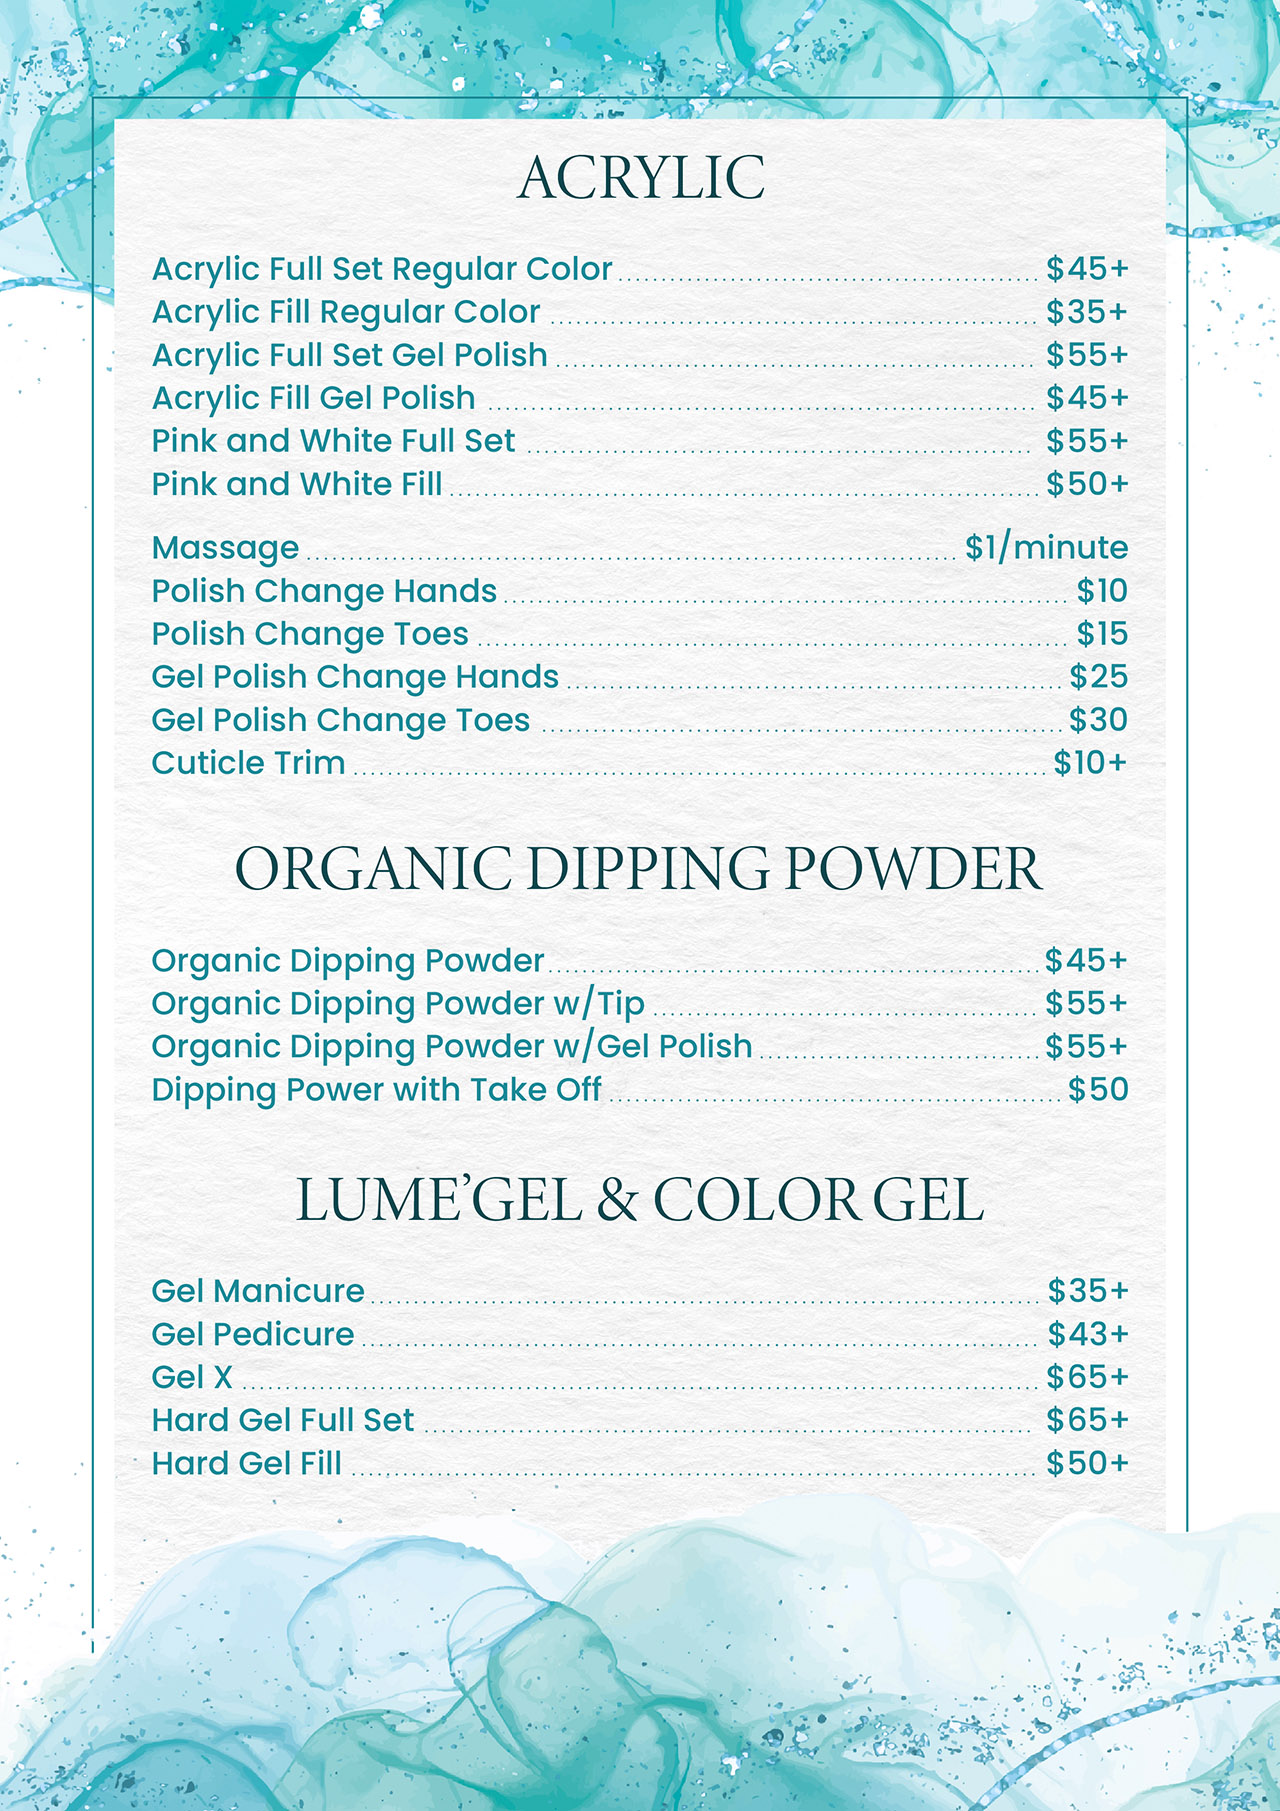 ACRYLIC
Acrylic Full Set Regular Color $45+
Acrylic Fill Regular Color $35+
Acrylic Full Set Gel Polish $55+
Acrylic Fill Gel Polish $45+
Pink and White Full Set $55+
Pink and White Fill $50+
Massage $1/minute
Polish Change Hands $10
Polish Change Toes $15
Gel Polish Change Hands $25
Gel Polish Change Toes $30
Cuticle Trim $10+
ORGANIC DIPPING POWDER
Organic Dipping Powder $45+
Organic Dipping Powder w/Tip $55+
Organic Dipping Powder w/Gel Polish $55+
Dipping Power with Take Off $50
LUME’GEL & COLOR GEL
Gel Manicure $35+
Gel Pedicure $43+
Gel X $65+
Hard Gel Full Set $65+
Hard Gel Fill $50+